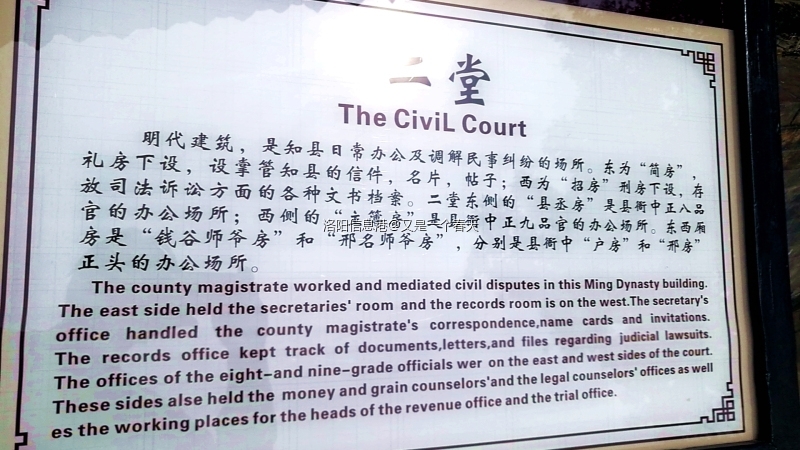 二堂
The CiviL Court
明代建筑，是知县日常办公及调解民事纠纷的场所。东为“简房”，
礼房下设，设掌管知县的信件，名片，帖子；西为“招房”刑房下设，存
放司法诉讼方面的各种文书档案。二堂东侧的“县丞房”是县衙中正八品
官的办公场所；西侧的“主簿房”是县衙中正九品官的办公场所。东西厢
房是“钱谷师爷房”和“邢名师爷房”，分别是县衙中“户房”和“邢房”
正头的办公场所。
洛阳信息港@又是一个春天
The county magistrate worked and mediated civil disputes in this Ming Dynasty building.
The east side held the secretaries' room and the records room is on the west.The secretary's
office handled the county magistrate's correspondence,name cards and invitations.
The records office kept track of documents,letters,and files regarding judicial lawsuits.
The offices of the eight-and nine-grade officials wer on the east and west sides of the court.
These sides alse held the money and grain counselors'and the legal counselors' offices as well
es the working places for the heads of the revenue office and the trial office.